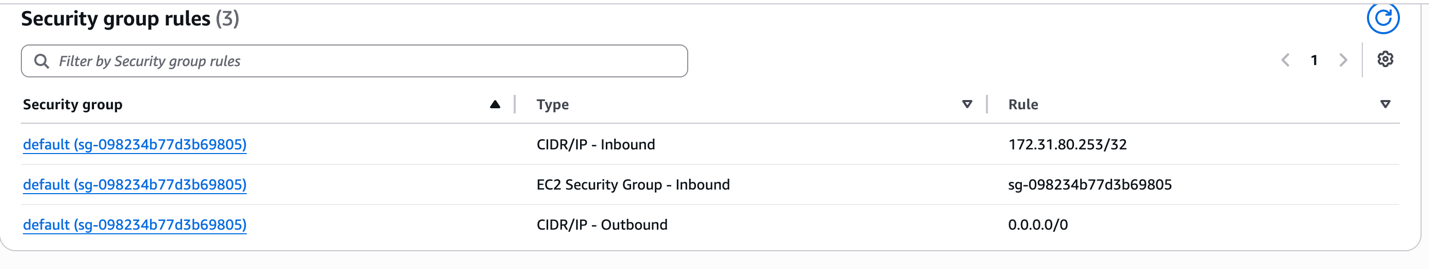 Security group rules (3)
Filter by Security group rules
1
Security group Type Rule
default (sg-098234b77d3b69805) CIDR/IP - Inbound 172.31.80.253/32
default (sg-098234b77d3b69805) EC2 Security Group - Inbound sg-098234b77d3b69805
default (sg-098234b77d3b69805) CIDR/IP - Outbound 0.0.0.0/0